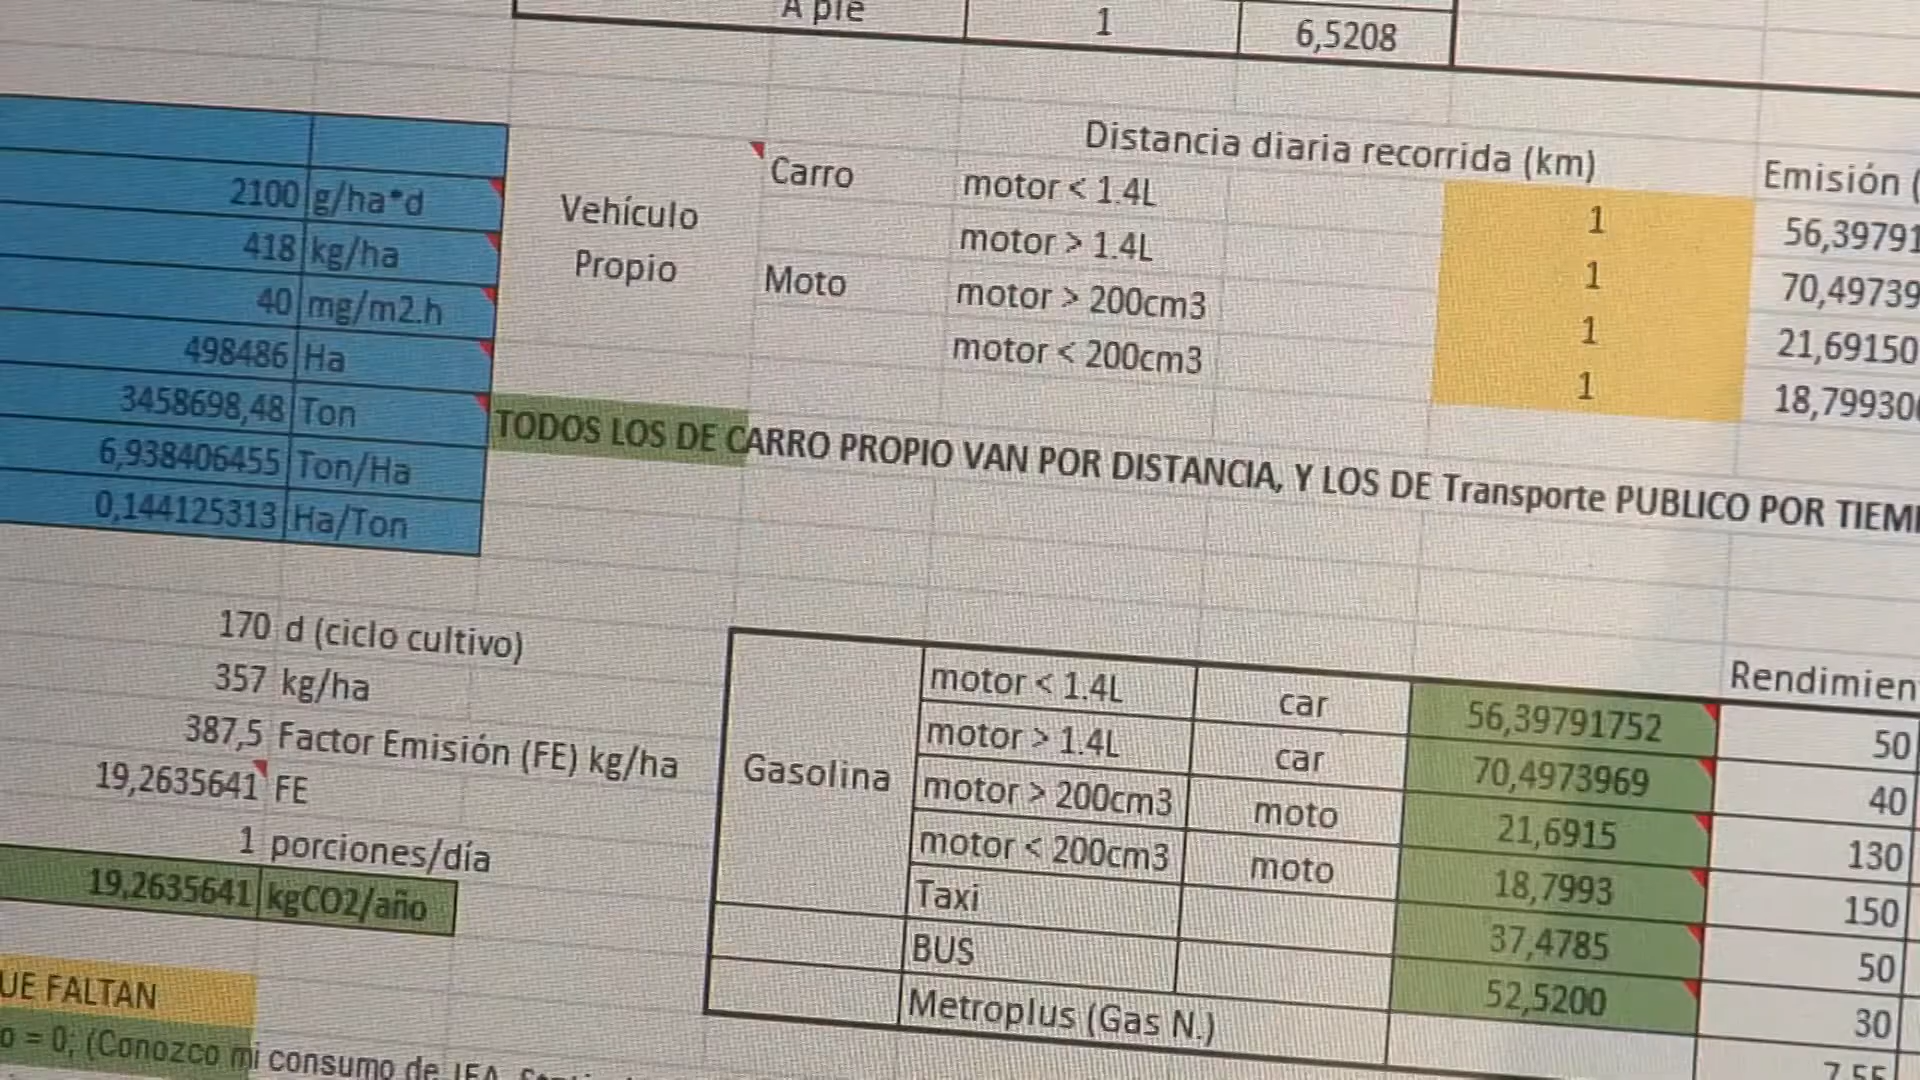 A pie 1 6,5208
Distancia diaria recorrida (km) Emisión (
Vehículo Propio Carro motor < 1.4L 1 56,39791
motor > 1.4L 1 70,49739
Moto motor > 200cm3 1 21,69150
motor < 200cm3 1 18,79930
2100 g/ha*d
418 kg/ha
40 mg/m2.h
498486 Ha
3458698,48 Ton
6,938406455 Ton/Ha
0,144125313 Ha/Ton
TODOS LOS DE CARRO PROPIO VAN POR DISTANCIA, Y LOS DE Transporte PUBLICO POR TIEM
170 d (ciclo cultivo)
357 kg/ha
387,5 Factor Emisión (FE) kg/ha
19,2635641 FE
1 porciones/día
19,2635641 kgCO2/año
UE FALTAN
o = 0; (Conozco mi consumo de
Rendimien
Gasolina motor < 1.4L car 56,39791752 50
motor > 1.4L car 70,4973969 40
motor > 200cm3 moto 21,6915 130
motor < 200cm3 moto 18,7993 150
Taxi 37,4785 50
BUS 52,5200 30
Metroplus (Gas N.) 7,55